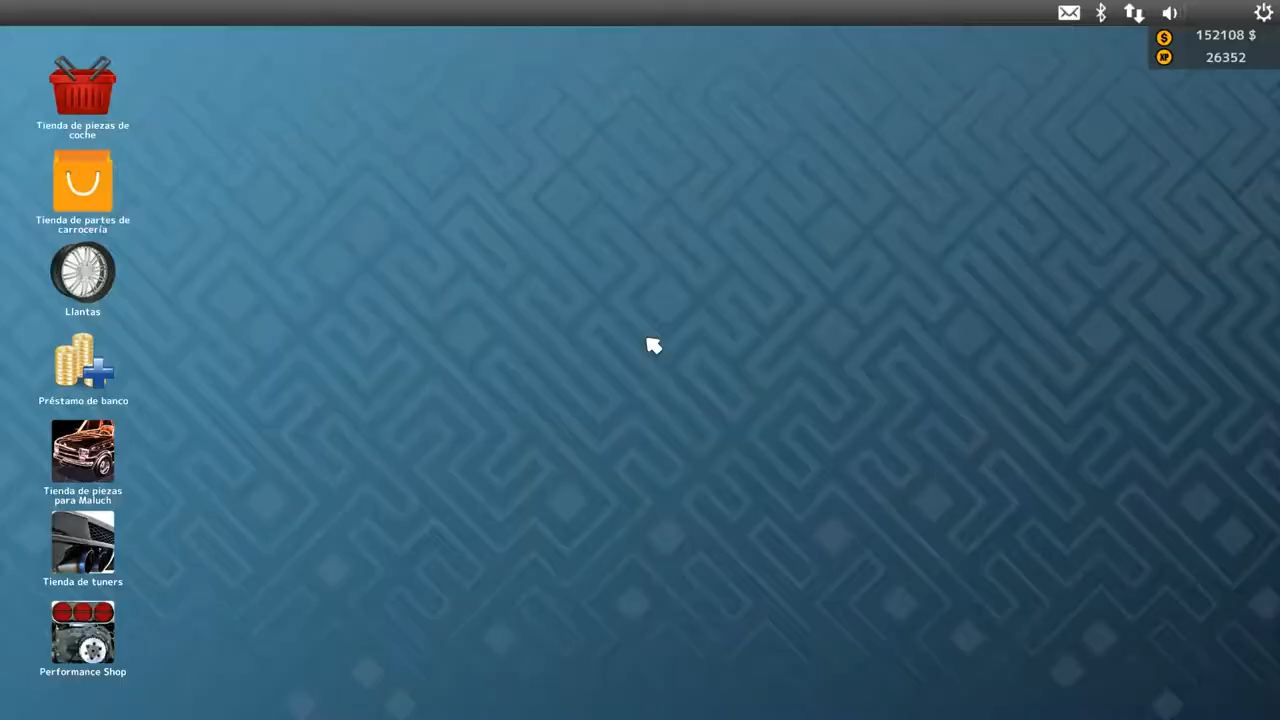 152108 $
26352
Tienda de piezas de
coche
Tienda de partes de
carrocería
Llantas
Préstamo de banco
Tienda de piezas
para Maluch
Tienda de tuners
Performance Shop